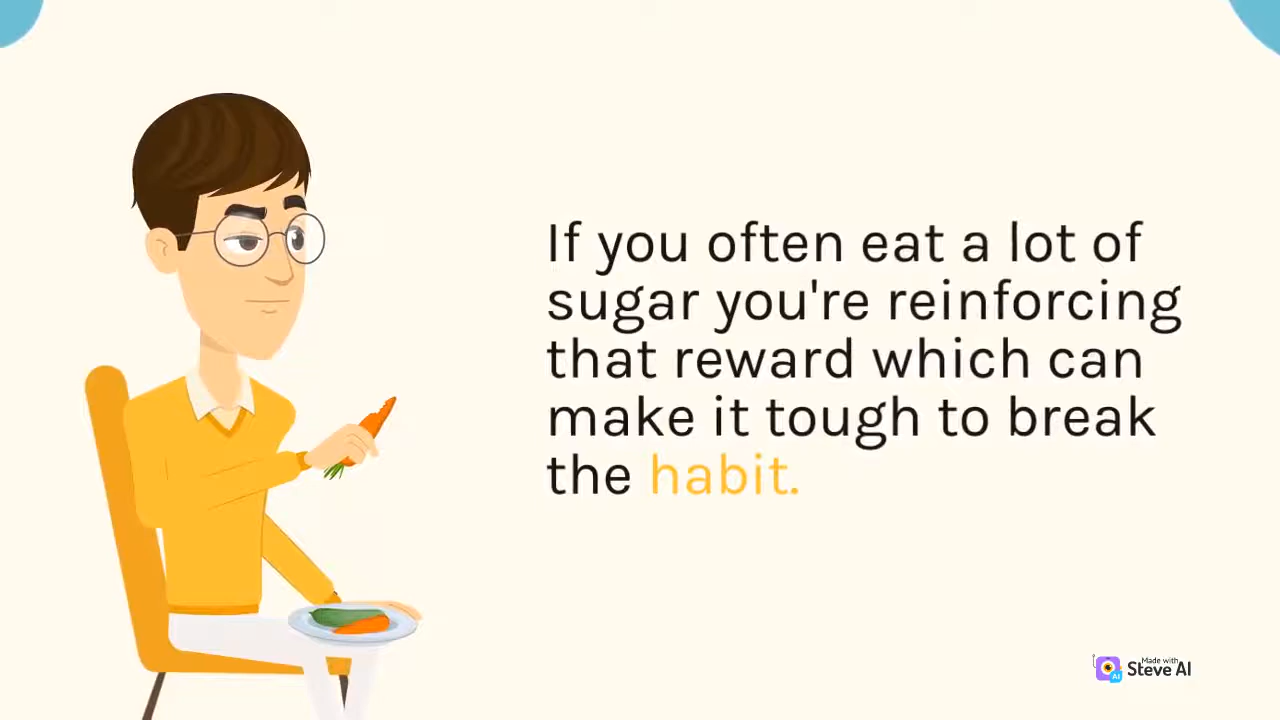 If you often eat a lot of
sugar you're reinforcing
that reward which can
make it tough to break
the habit.
Made with
Steve AI
AI